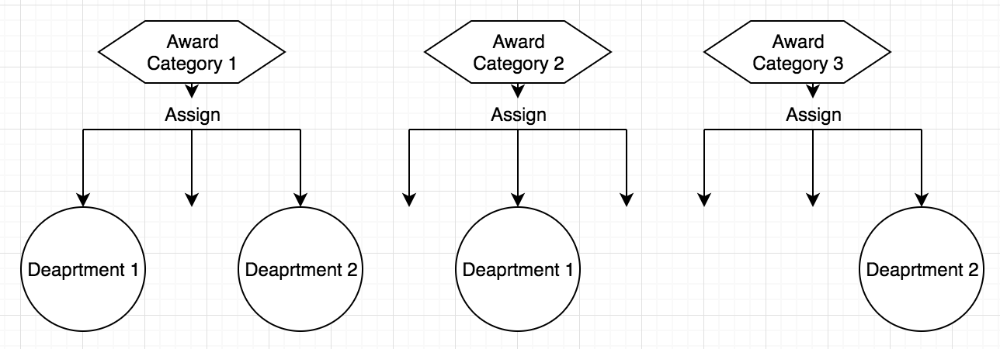 Award
Category 1
Award
Category 2
Award
Category 3
Assign
Assign
Assign
Deaprtment 1
Deaprtment 2
Deaprtment 1
Deaprtment 2